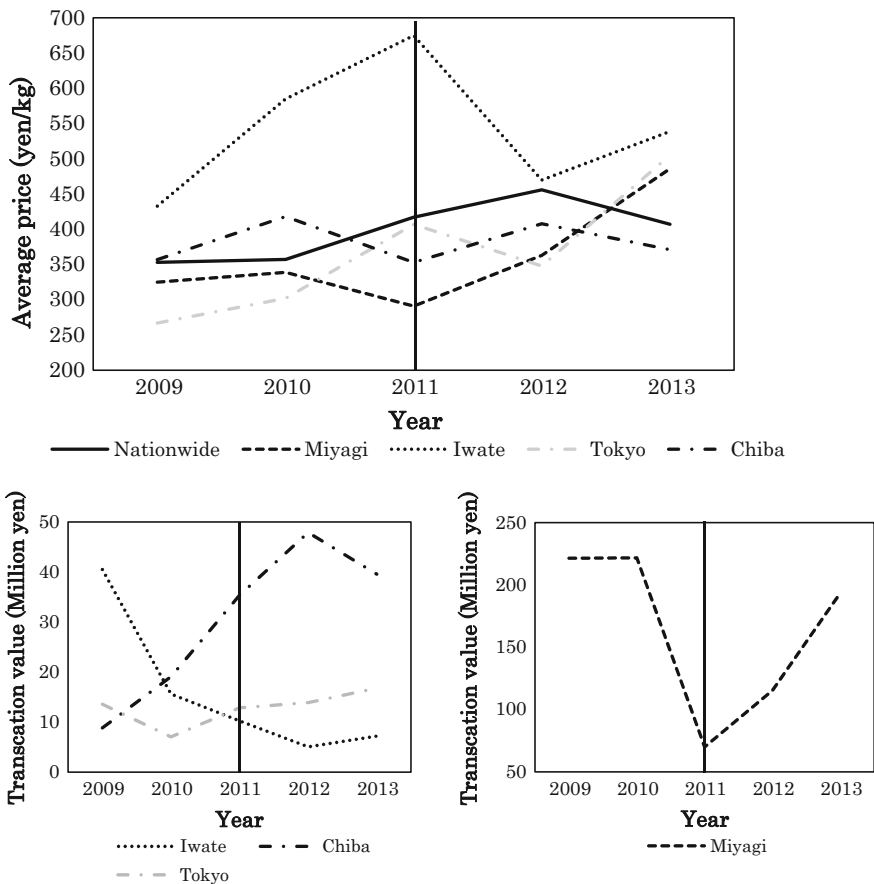 Average price (yen/kg)
700
650
600
550
500
450
400
350
300
250
200
2009 2010 2011 2012 2013
Year
Nationwide Miyagi Iwate Tokyo Chiba
Transcation value (Million yen)
50
40
30
20
10
0
2009 2010 2011 2012 2013
Year
Iwate Chiba
Tokyo
Transcation value (Million yen)
250
200
150
100
50
2009 2010 2011 2012 2013
Year
Miyagi